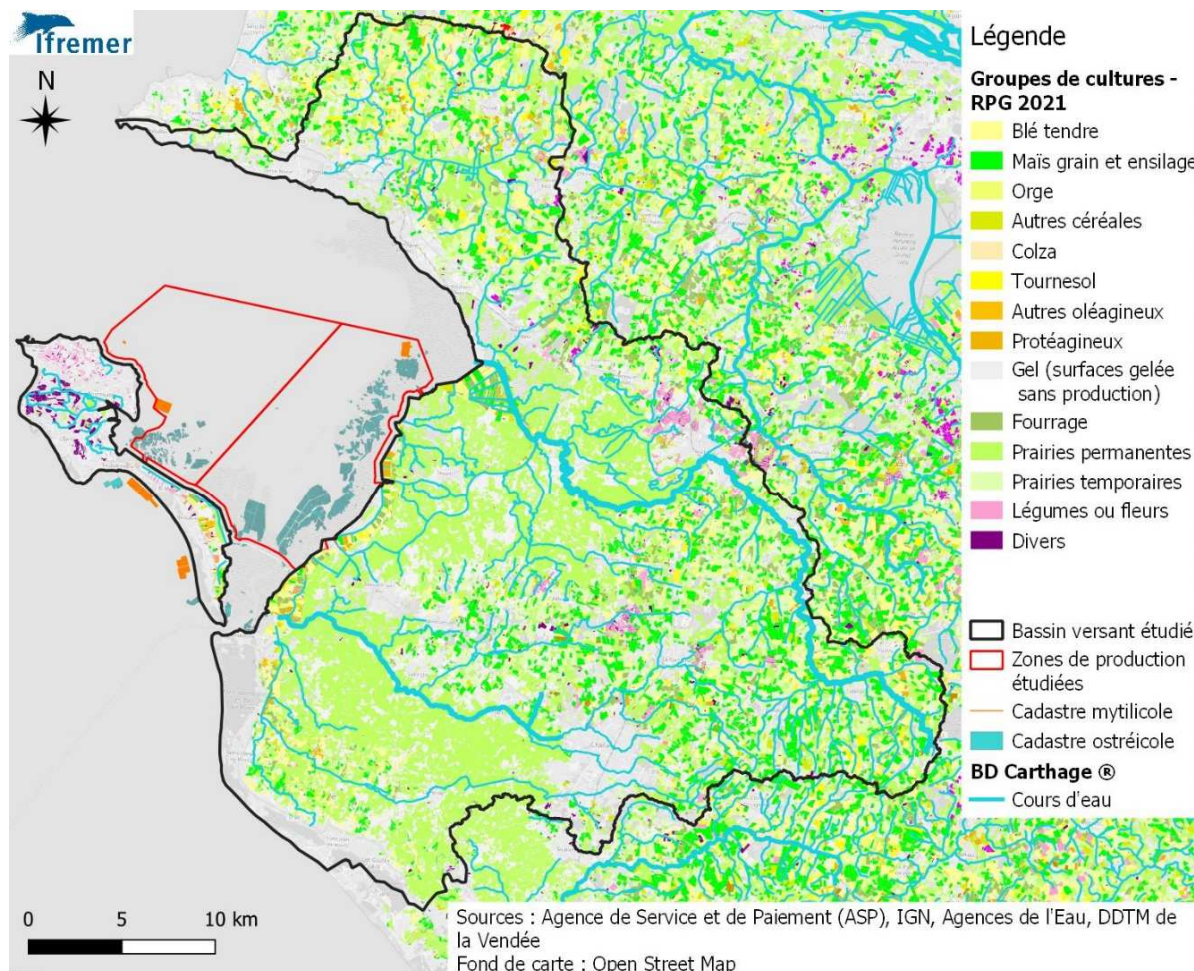 Ifremer
N
Légende
Groupes de cultures -
RPG 2021
Blé tendre
Maïs grain et ensilage
Orge
Autres céréales
Colza
Tournesol
Autres oléagineux
Protéagineux
Gel (surfaces gelée
sans production)
Fourrage
Prairies permanentes
Prairies temporaires
Légumes ou fleurs
Divers
Bassin versant étudié
Zones de production
étudiées
Cadastre mytilicole
Cadastre ostréicole
BD Carthage ®
Cours d'eau
0 5 10 km
Sources : Agence de Service et de Paiement (ASP), IGN, Agences de l'Eau, DDTM de
la Vendée
Fond de carte : Open Street Map